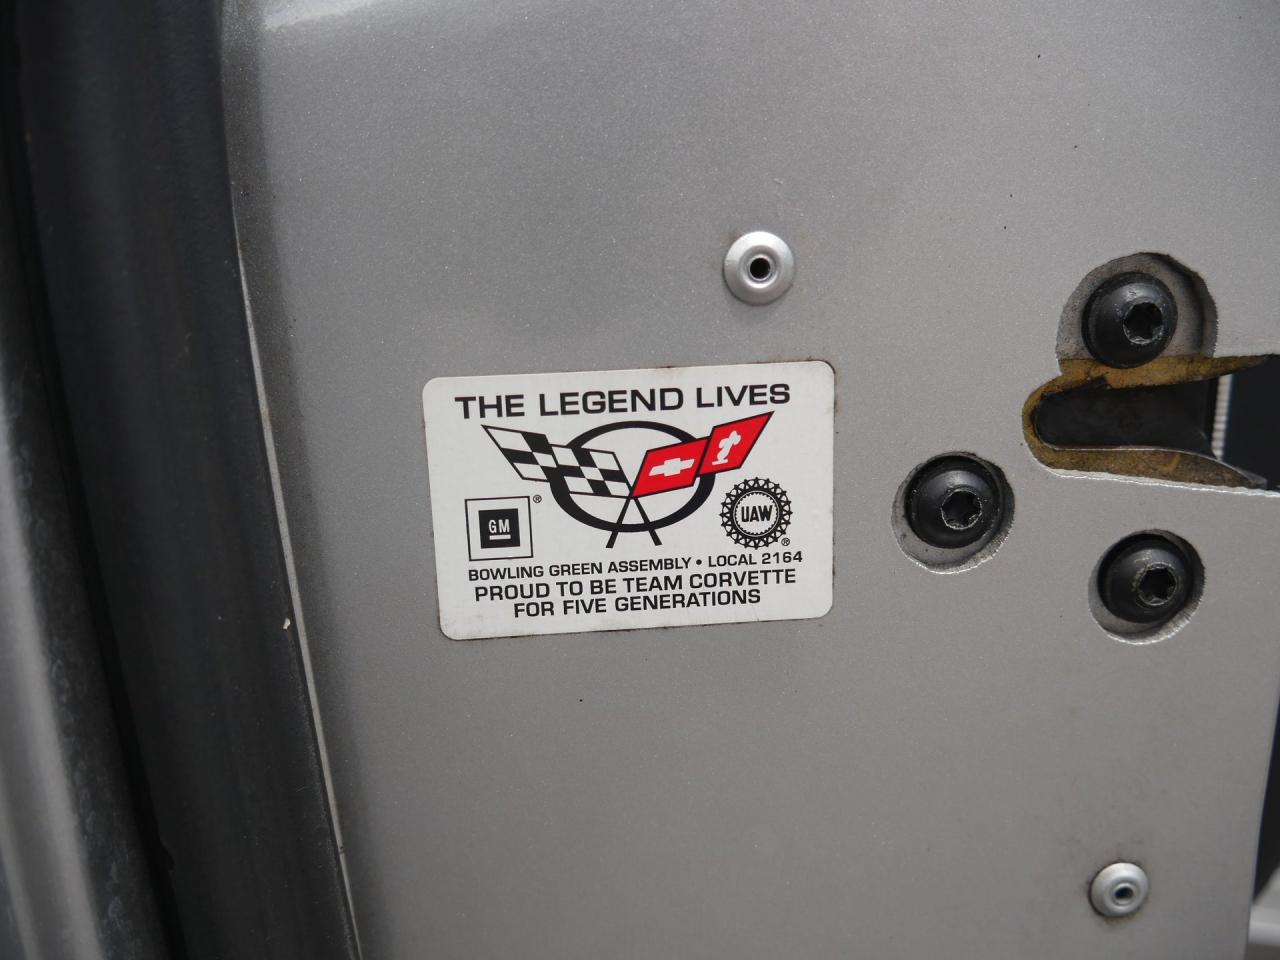 THE LEGEND LIVES
GM
®
UAW
®
BOWLING GREEN ASSEMBLY • LOCAL 2164
PROUD TO BE TEAM CORVETTE
FOR FIVE GENERATIONS